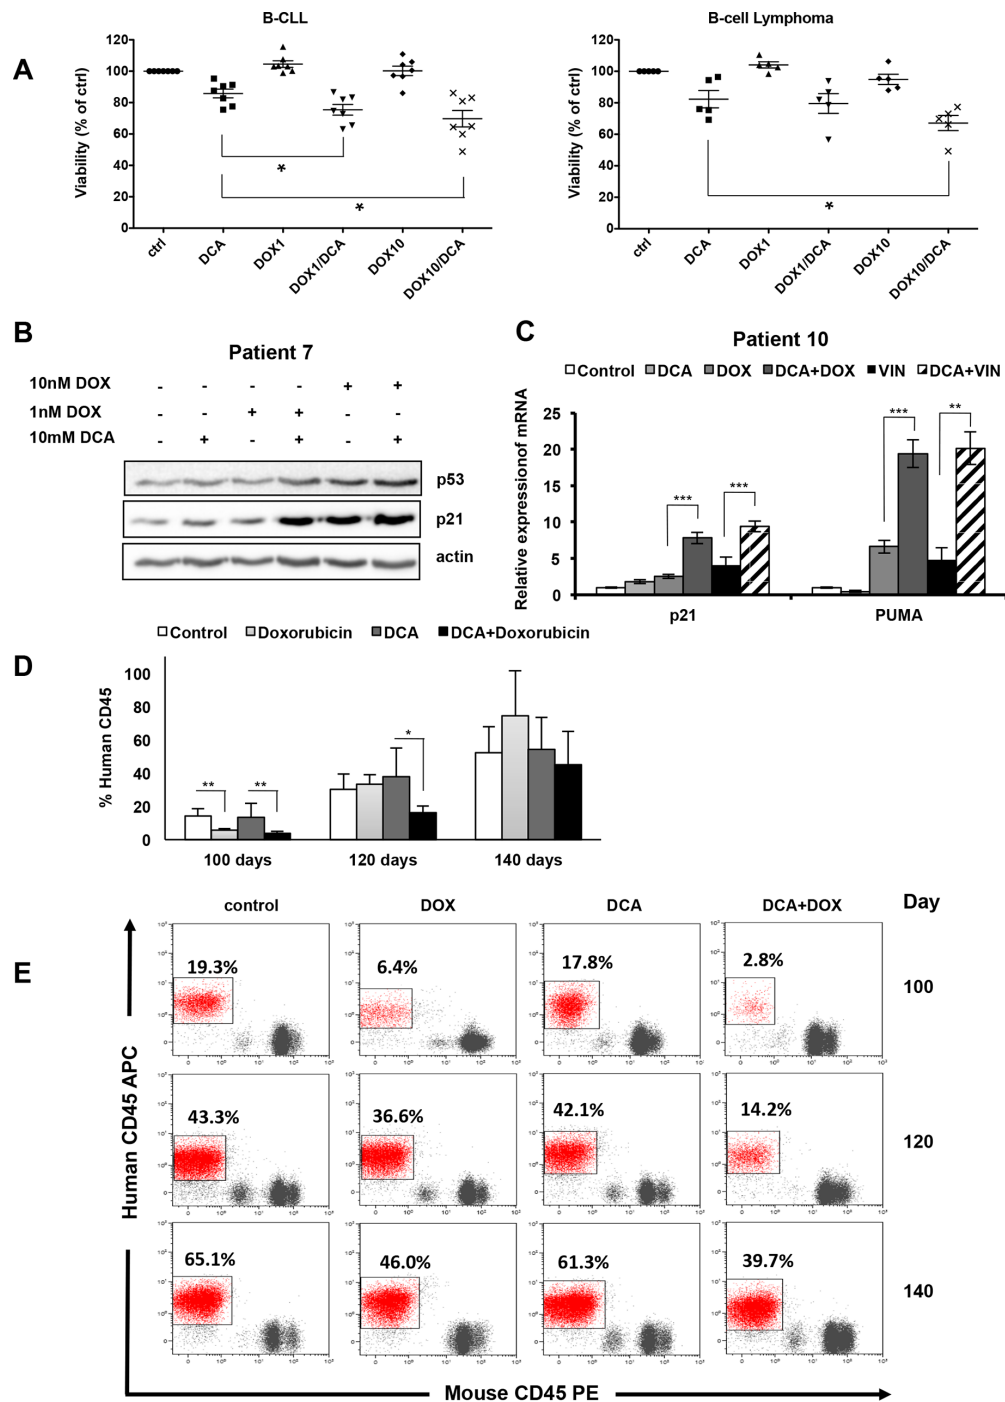 A
B-CLL
Viability (% of ctrl)
120
100
80
60
40
20
0
*
*
ctrl
DCA
DOX1
DOX1/DCA
DOX10
DOX10/DCA
B-cell Lymphoma
Viability (% of ctrl)
120
100
80
60
40
20
0
*
ctrl
DCA
DOX1
DOX1/DCA
DOX10
DOX10/DCA
B
Patient 7
10nM DOX - - - - + +
1nM DOX - - + + - -
10mM DCA - + - + - +
p53
p21
actin
C
Patient 10
Control DCA DOX DCA+DOX VIN DCA+VIN
Relative expressionof mRNA
25
20
15
10
5
0
***
***
***
**
p21
PUMA
D
Control Doxorubicin DCA DCA+Doxorubicin
% Human CD45
100
80
60
40
20
0
**
**
*
100 days
120 days
140 days
E
control DOX DCA DCA+DOX Day
19.3% 6.4% 17.8% 2.8% 100
43.3% 36.6% 42.1% 14.2% 120
65.1% 46.0% 61.3% 39.7% 140
Human CD45 APC
Mouse CD45 PE